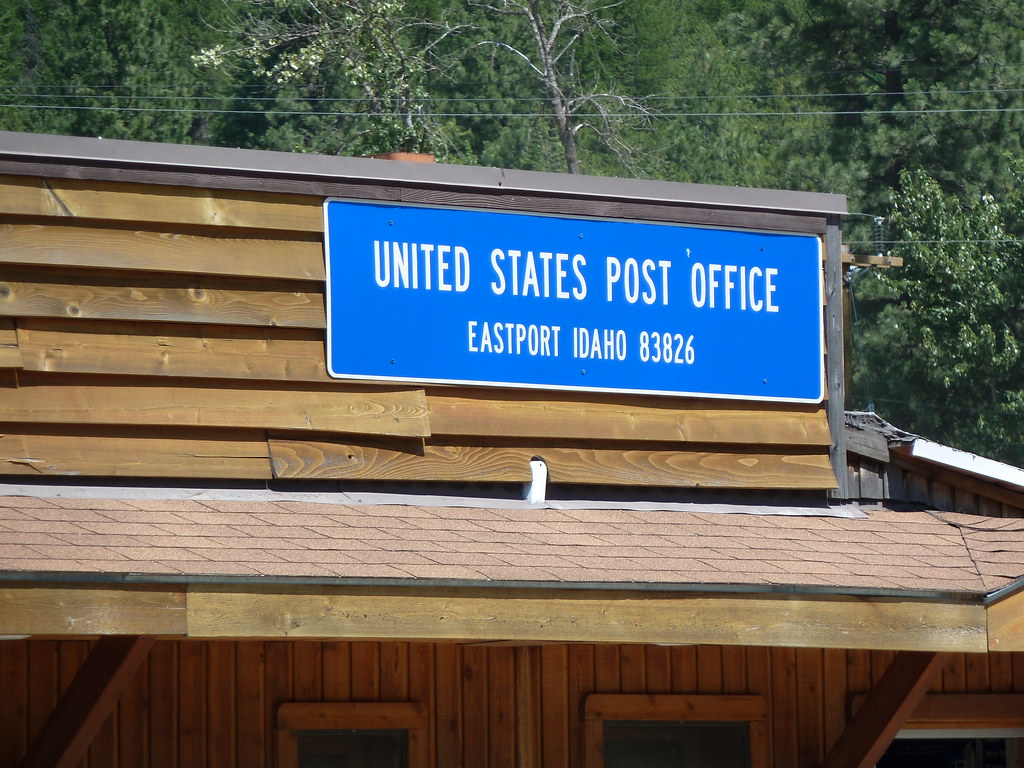 UNITED STATES POST OFFICE
EASTPORT IDAHO 83826